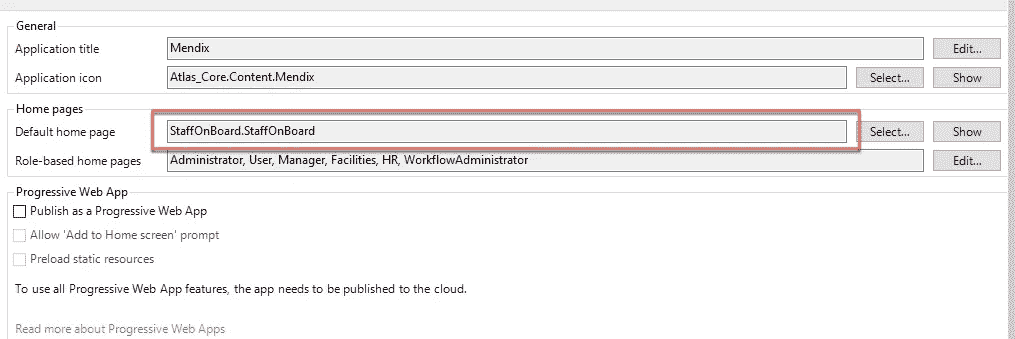 General
Application title Mendix Edit...
Application icon Atlas_Core.Content.Mendix Select... Show
Home pages
Default home page StaffOnBoard.StaffOnBoard Select... Show
Role-based home pages Administrator, User, Manager, Facilities, HR, WorkflowAdministrator Edit...
Progressive Web App
Publish as a Progressive Web App
Allow 'Add to Home screen' prompt
Preload static resources
To use all Progressive Web App features, the app needs to be published to the cloud.
Read more about Progressive Web Apps